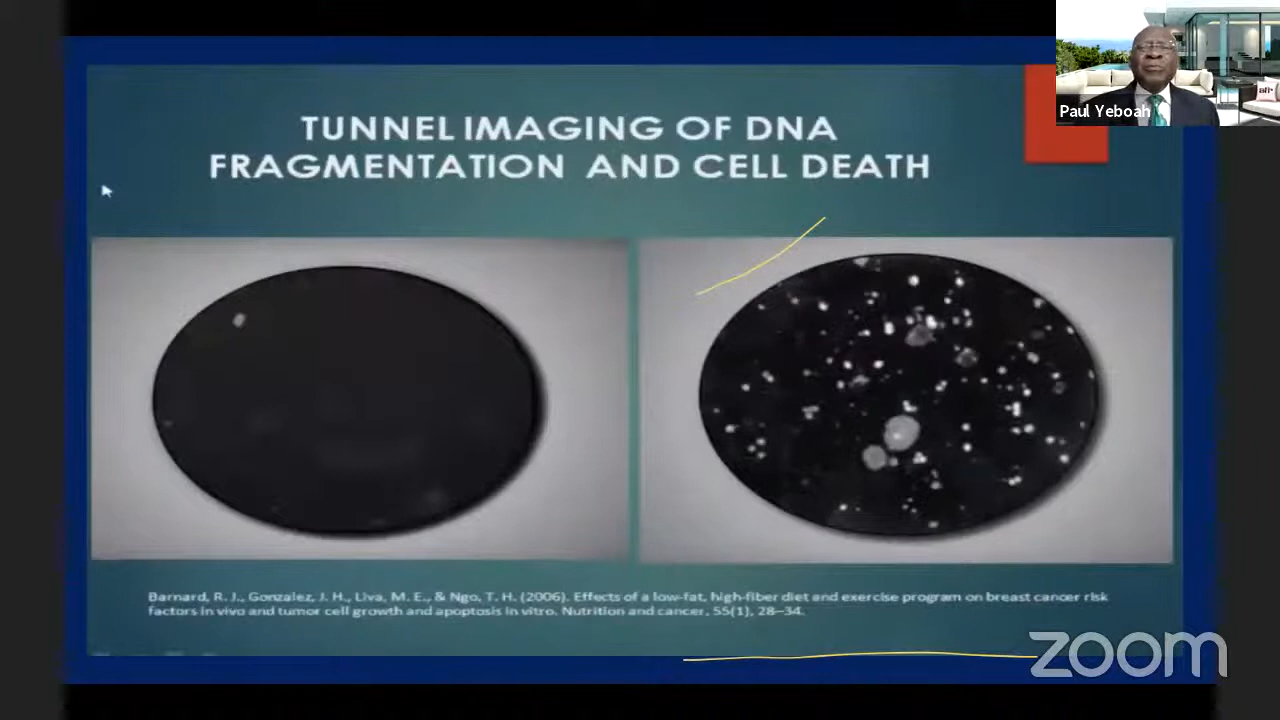 TUNNEL IMAGING OF DNA
FRAGMENTATION AND CELL DEATH
Paul Yeboah
Barnard, R. J., Gonzalez, J. H., Liva, M. E., & Ngo, T. H. (2006). Effects of a low-fat, high-fiber diet and exercise program on breast cancer risk
factors in vivo and tumor cell growth and apoptosis in vitro. Nutrition and cancer, 55(1), 28–34.
zoom